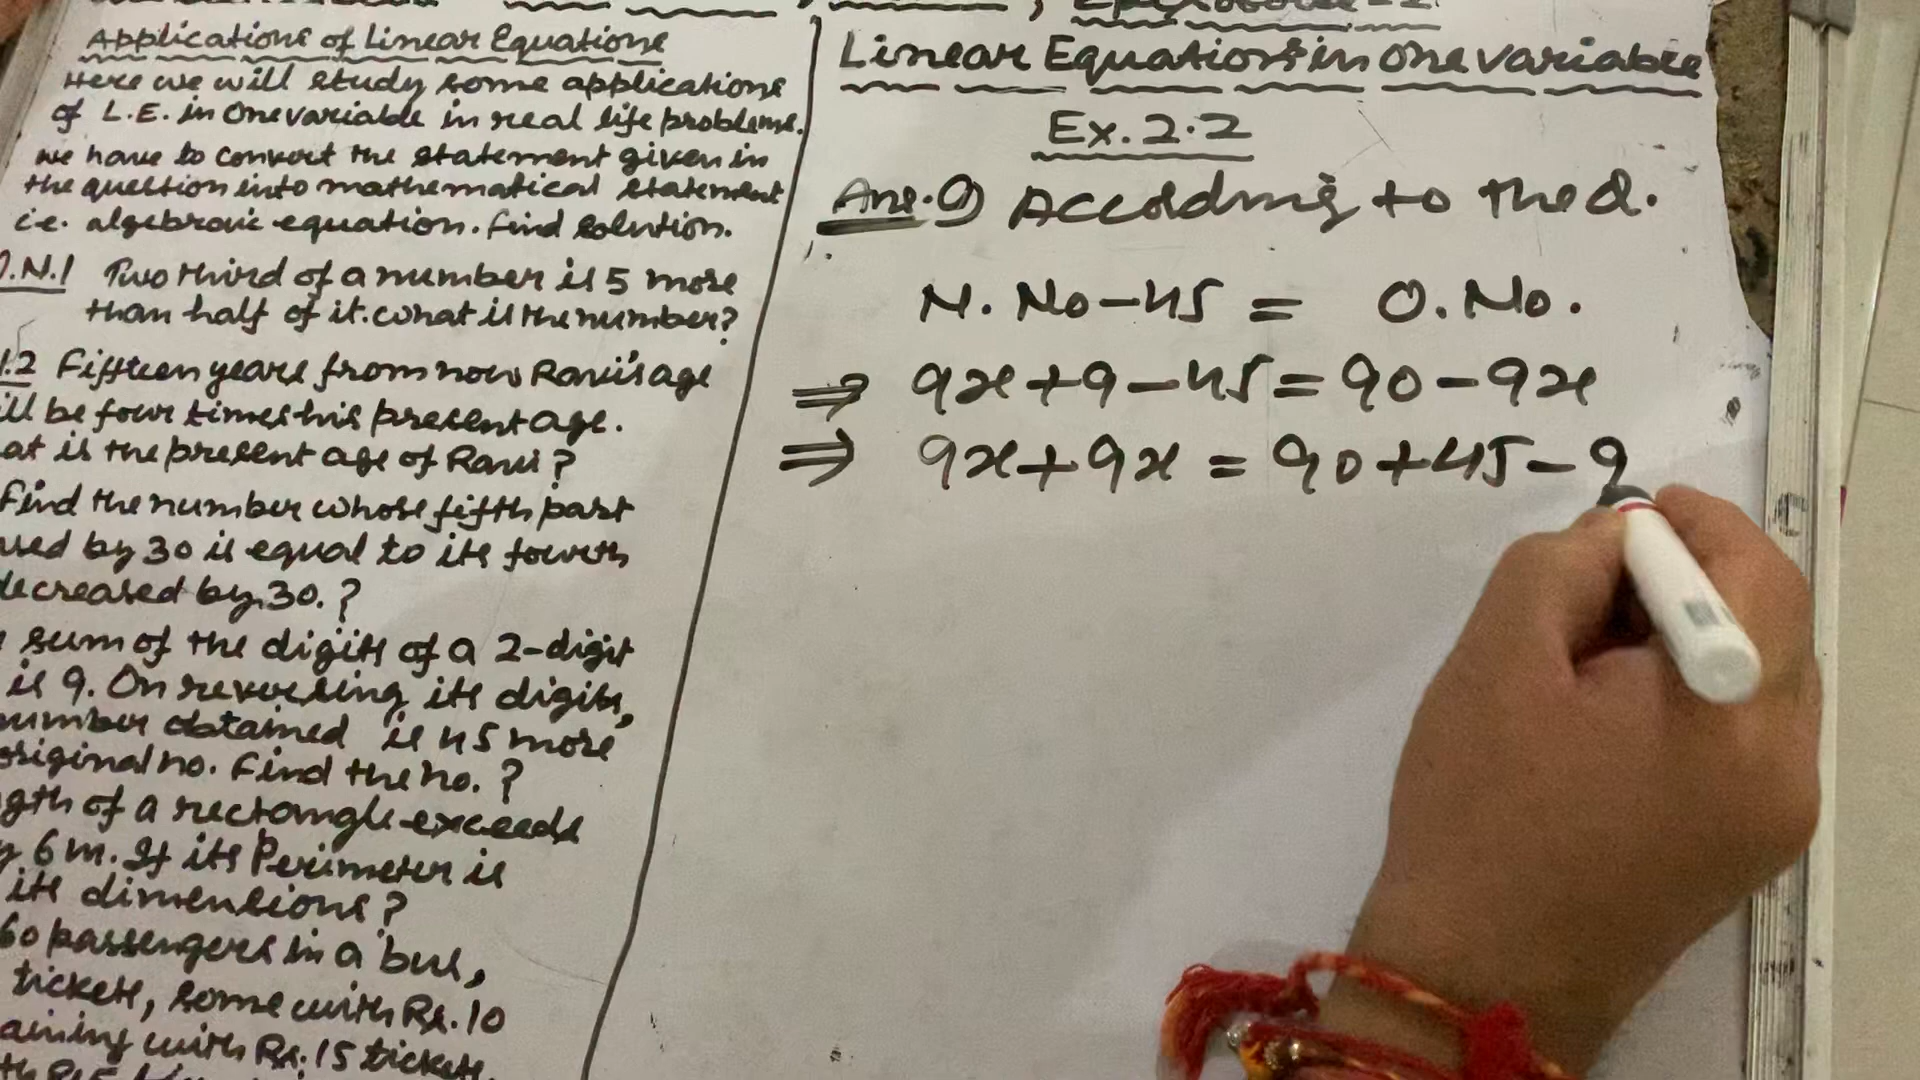 Applications of Linear Equations
Here we will study some applications
of L.E. in One variable in real life problems.
we have to convert the statement given in
the question into mathematical statement
i.e. algebraic equation. Find solution.
.N.1 Two third of a number is 5 more
than half of it. what is the number?
.2 Fifteen years from now Ravi's age
ill be four times his present age.
at is the present age of Ravi?
Find the number whose fifth part
sed by 30 is equal to its fourth
decreased by 30. ?
sum of the digits of a 2-digit
is 9. On reversing its digits,
number obtained is 45 more
original no. Find the no. ?
gth of a rectangle exceeds
6 m. If its Perimeter is
its dimensions?
60 passengers in a bus,
tickets, some with Rs. 10
aining with Rs. 15 tickets.
Linear Equations in One variable
Ex. 2.2
Ans. 9) According to the Q.
N. No - 45 = O. No.
⇒ 9x + 9 - 45 = 90 - 9x
⇒ 9x + 9x = 90 + 45 - 9